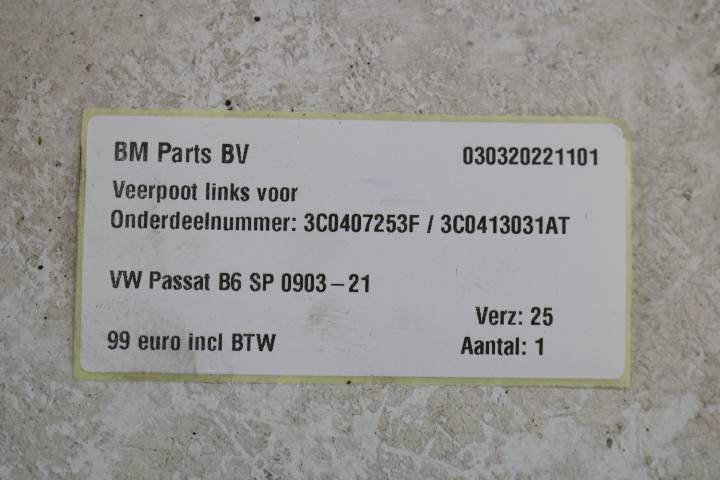 BM Parts BV 030320221101
Veerpoot links voor
Onderdeelnummer: 3C0407253F / 3C0413031AT
VW Passat B6 SP 0903-21
Verz: 25
99 euro incl BTW Aantal: 1